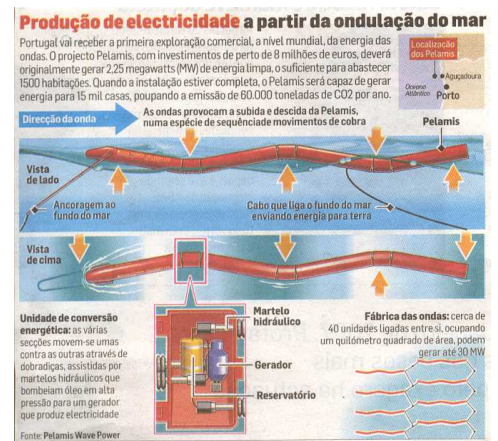 Produção de electricidade a partir da ondulação do mar
Portugal vai receber a primeira exploração comercial, a nível mundial, da energia das
ondas. O projecto Pelamis, com investimentos de perto de 8 milhões de euros, deverá
originalmente gerar 2,25 megawatts (MW) de energia limpa, o suficiente para abastecer
1500 habitações. Quando a instalação estiver completa, o Pelamis será capaz de gerar
energia para 15 mil casas, poupando a emissão de 60.000 toneladas de CO2 por ano.
Localização
dos Pelamis
Aguçadoura
Oceano
Atlântico
Porto
Direcção da onda
As ondas provocam a subida e descida da Pelamis,
numa espécie de sequência de movimentos de cobra
Pelamis
Vista
de lado
Ancoragem ao
fundo do mar
Cabo que liga o fundo do mar
enviando energia para terra
Vista
de cima
Unidade de conversão
energética: as várias
secções movem-se umas
contra as outras através de
dobradiças, assistidas por
martelos hidráulicos que
bombeiam óleo em alta
pressão para um gerador
que produz electricidade
Martelo
hidráulico
Gerador
Reservatório
Fábrica das ondas: cerca de
40 unidades ligadas entre si, ocupando
um quilómetro quadrado de área, podem
gerar até 30 MW
Fonte: Pelamis Wave Power